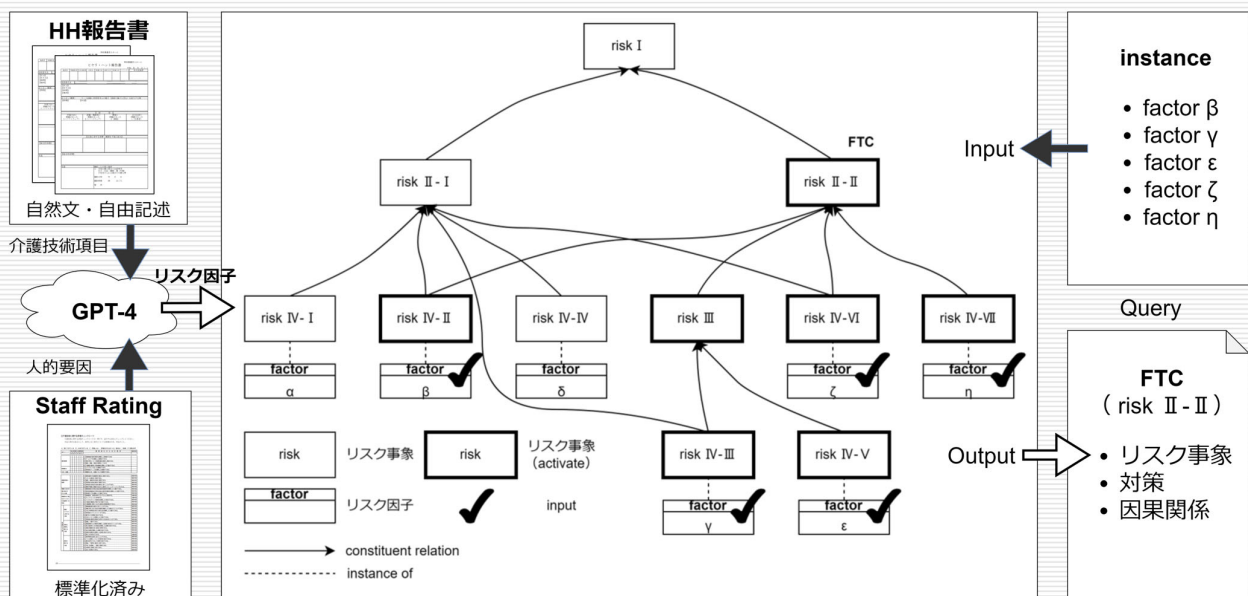 HH報告書
自然文・自由記述
介護技術項目
リスク因子
GPT-4
人的要因
Staff Rating
標準化済み
risk Ⅰ
FTC
risk Ⅱ-Ⅰ
risk Ⅱ-Ⅱ
risk Ⅳ-Ⅰ
risk Ⅳ-Ⅱ
risk Ⅳ-Ⅳ
risk Ⅲ
risk Ⅳ-Ⅵ
risk Ⅳ-Ⅶ
factor
α
factor
β
factor
δ
factor
ζ
factor
η
risk Ⅳ-Ⅲ
risk Ⅳ-Ⅴ
factor
γ
factor
ε
risk
リスク事象
risk
リスク事象
(activate)
factor
リスク因子
input
constituent relation
instance of
Input
instance
• factor β
• factor γ
• factor ε
• factor ζ
• factor η
Query
Output
FTC
( risk Ⅱ-Ⅱ )
• リスク事象
• 対策
• 因果関係